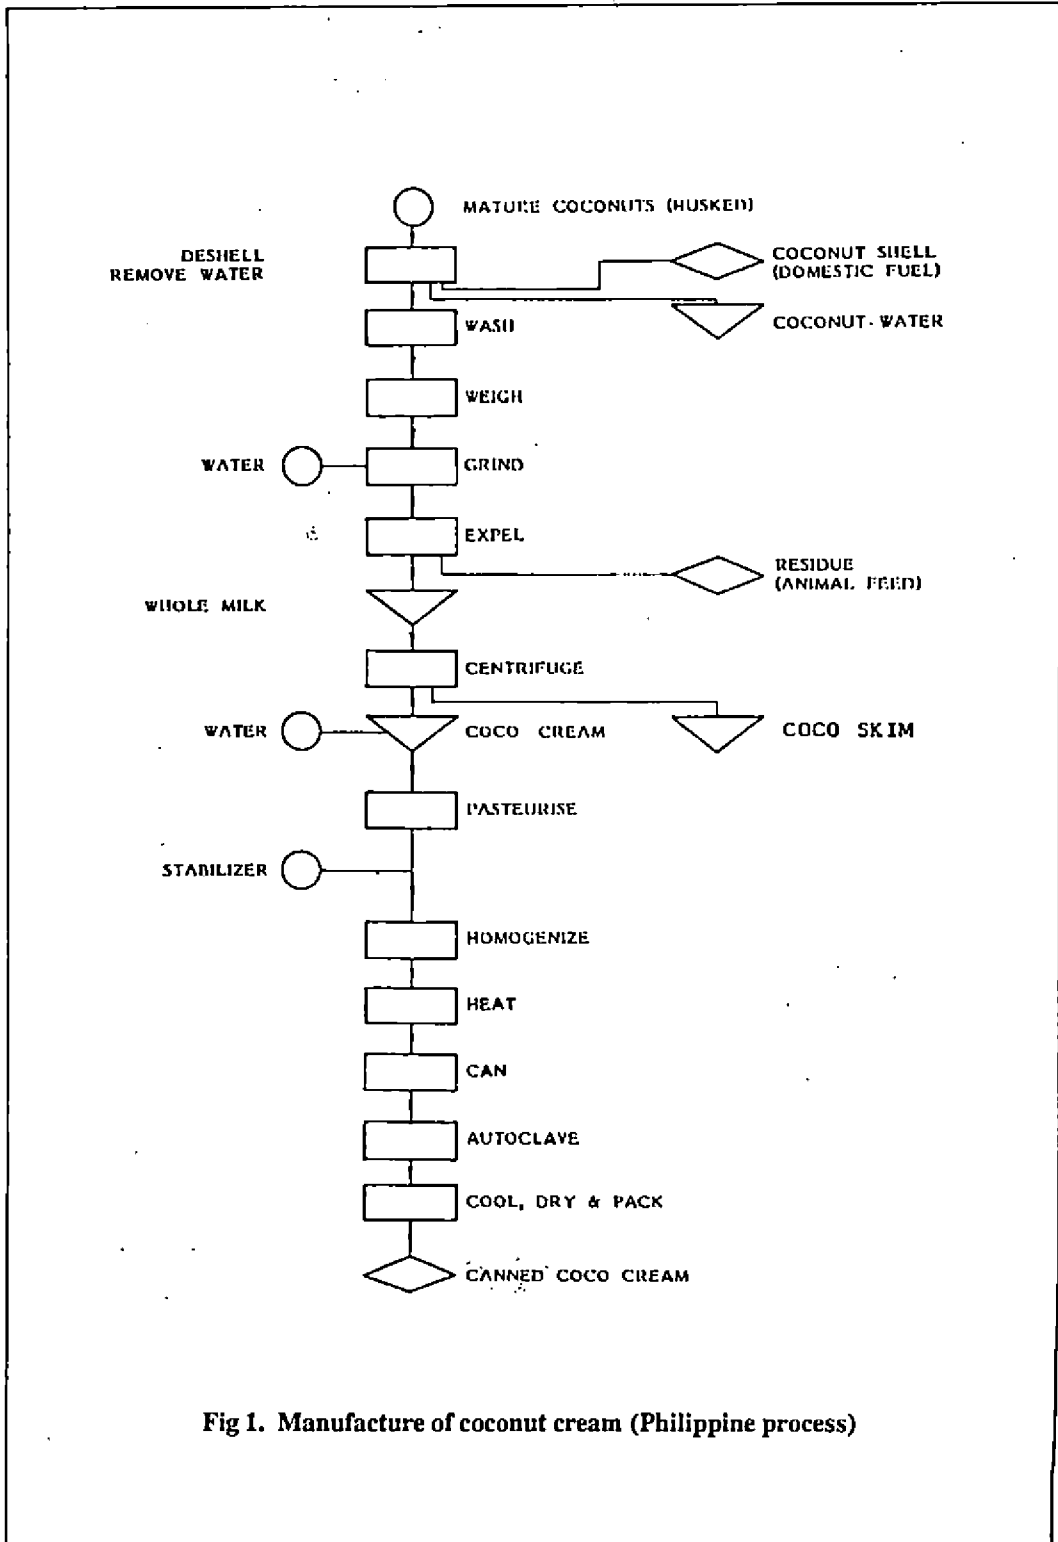 MATURE COCONUTS (HUSKED)
DESHELL
REMOVE WATER
COCONUT SHELL
(DOMESTIC FUEL)
WASH
COCONUT-WATER
WEIGH
WATER
GRIND
EXPEL
RESIDUE
(ANIMAL FEED)
WHOLE MILK
CENTRIFUGE
WATER
COCO CREAM
COCO SKIM
PASTEURISE
STABILIZER
HOMOGENIZE
HEAT
CAN
AUTOCLAVE
COOL, DRY & PACK
CANNED COCO CREAM
Fig 1. Manufacture of coconut cream (Philippine process)